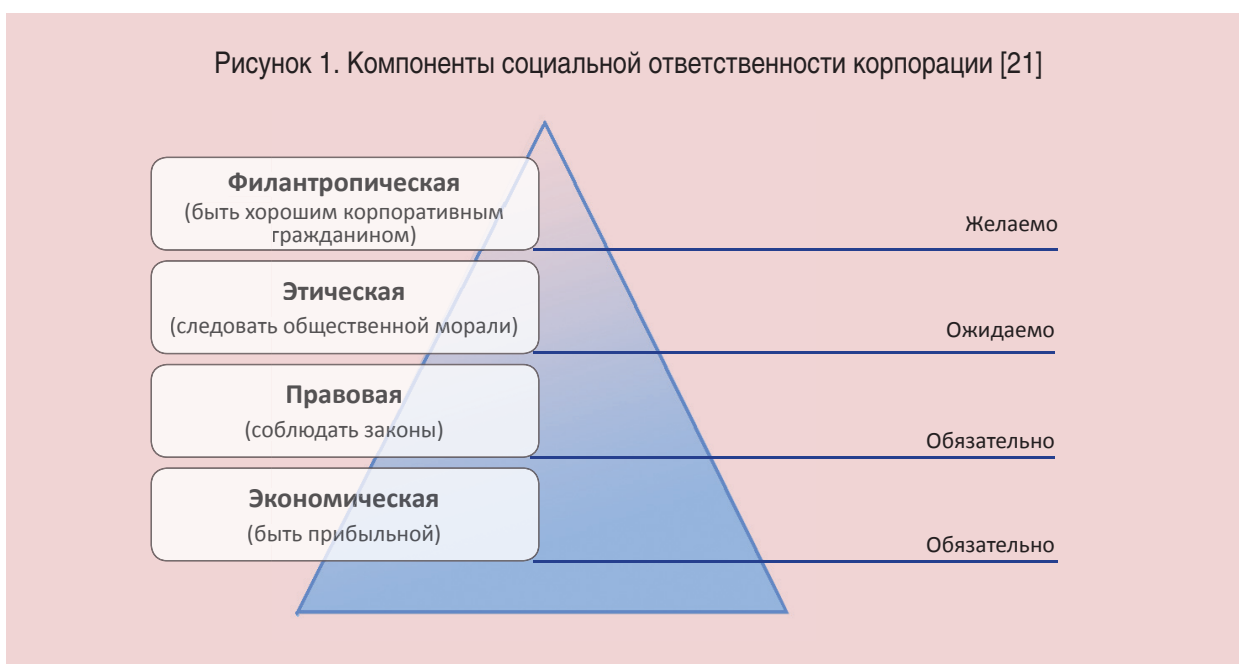 Рисунок 1. Компоненты социальной ответственности корпорации [21]
Филантропическая
(быть хорошим корпоративным
гражданином)
Желаемо
Этическая
(следовать общественной морали)
Ожидаемо
Правовая
(соблюдать законы)
Обязательно
Экономическая
(быть прибыльной)
Обязательно